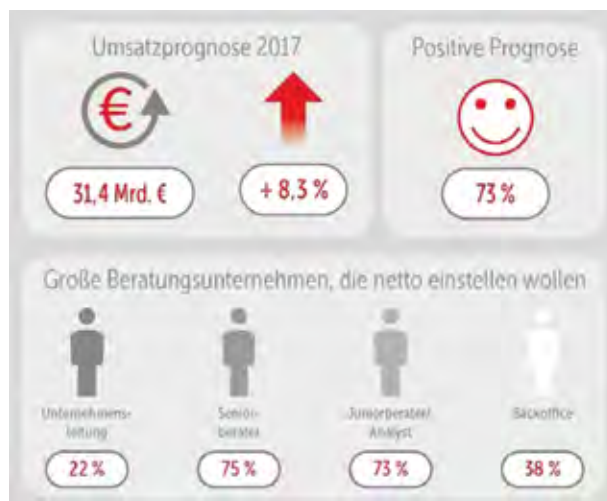 Umsatzprognose 2017
Positive Prognose
€
31,4 Mrd. €
+ 8,3 %
73 %
Große Beratungsunternehmen, die netto einstellen wollen
Unternehmens-
leitung
Senior-
berater
Juniorberater/
Analyst
Backoffice
22 %
75 %
73 %
38 %